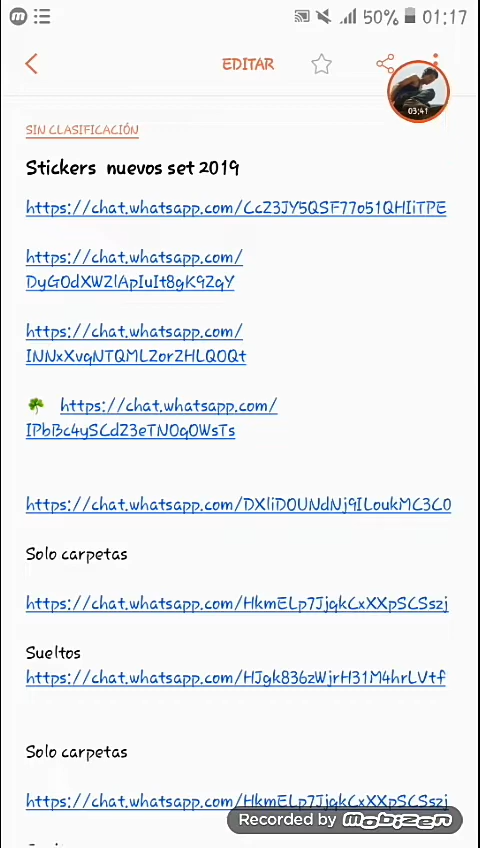 50% 01:17
EDITAR
03:41
SIN CLASIFICACIÓN
Stickers nuevos set 2019
https://chat.whatsapp.com/CcZ3JY5QSF77o51QHIiTPE
https://chat.whatsapp.com/
DyGOdXWZlApIuIt8gK9ZqY
https://chat.whatsapp.com/
INNxXvqNTQMLZorZHLQOQt
☘ https://chat.whatsapp.com/
IPbBc4ySCdZ3eTNOqOWsTs
https://chat.whatsapp.com/DXliDOUNdNj9ILoukMC3CO
Solo carpetas
https://chat.whatsapp.com/HkmELp7JjqkCxXXpSCSszj
Sueltos
https://chat.whatsapp.com/HJgk836zWjrH31M4hrLVtf
Solo carpetas
https://chat.whatsapp.com/HkmELp7JjqkCxXXpSCSszj
Recorded by mobizen